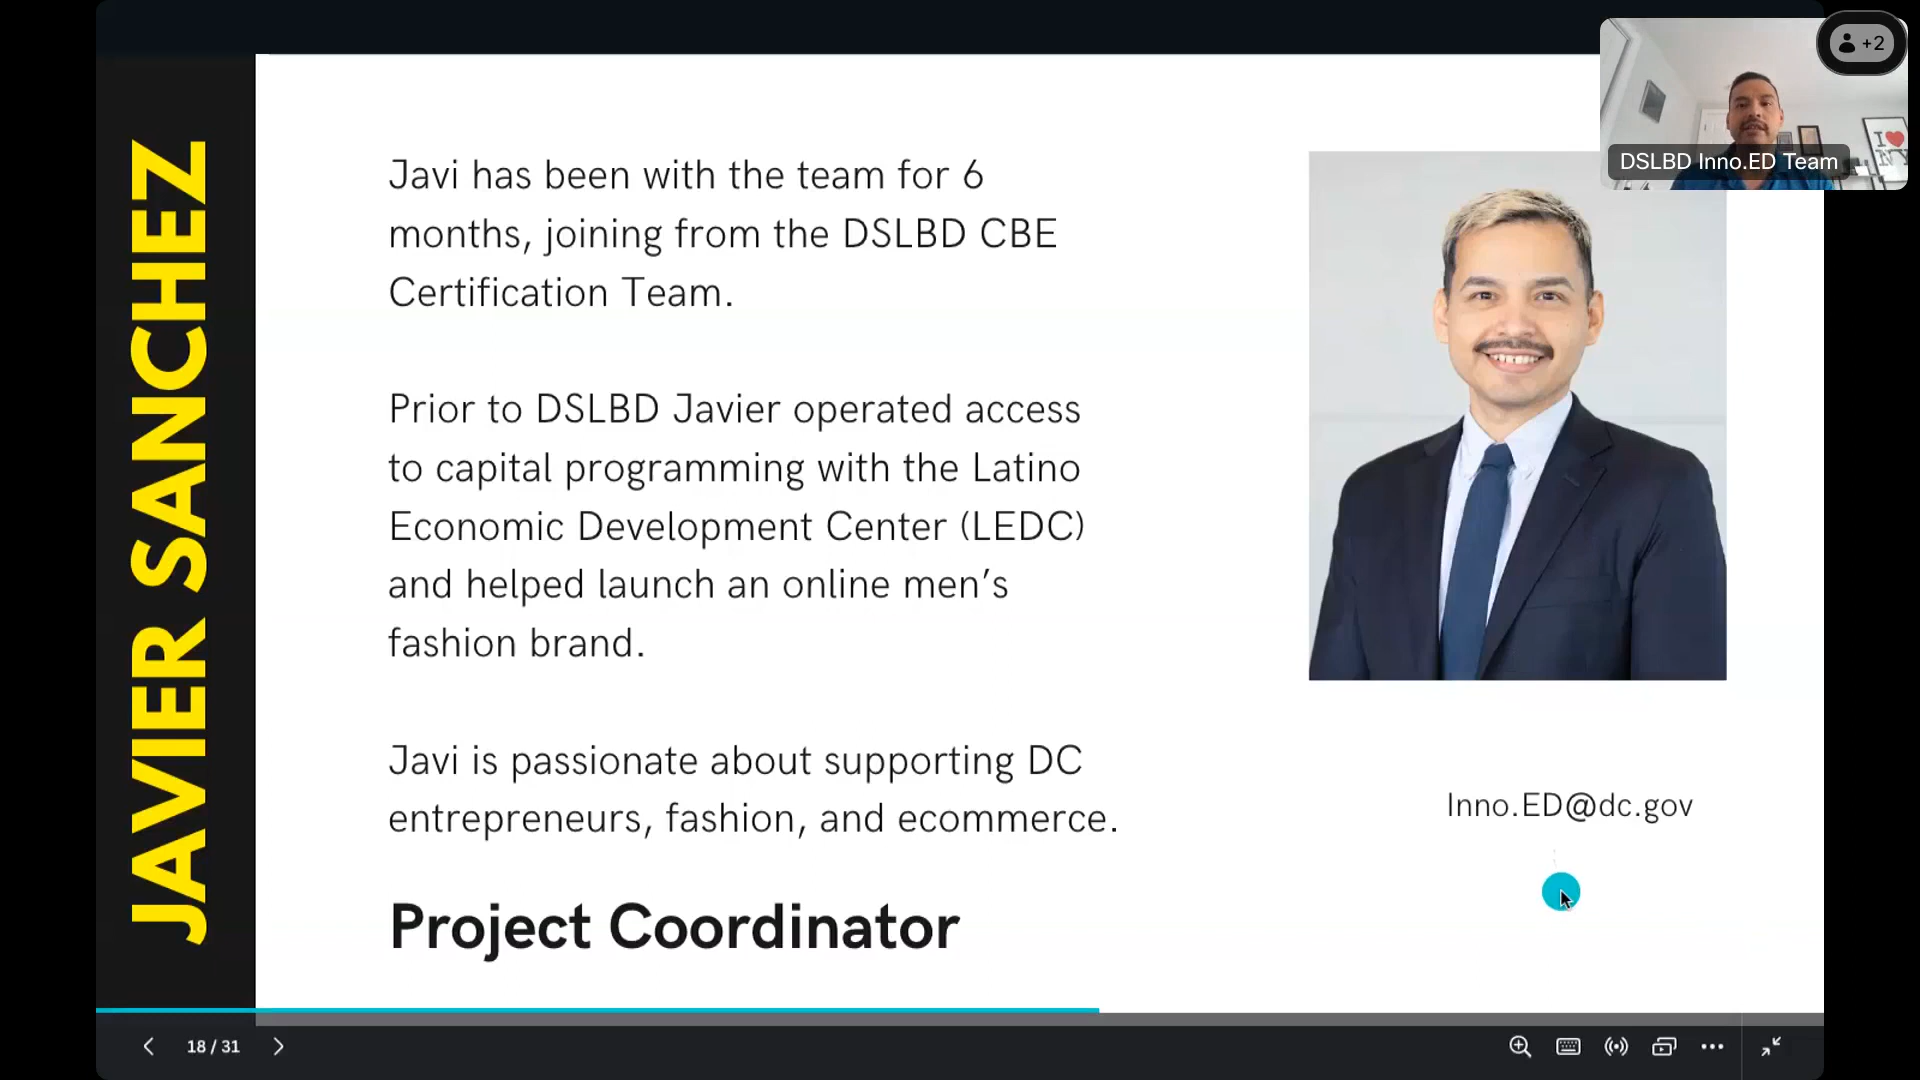 JAVIER SANCHEZ
Javi has been with the team for 6
months, joining from the DSLBD CBE
Certification Team.
Prior to DSLBD Javier operated access
to capital programming with the Latino
Economic Development Center (LEDC)
and helped launch an online men’s
fashion brand.
Javi is passionate about supporting DC
entrepreneurs, fashion, and ecommerce.
Project Coordinator
+2
I ♥
NY
DSLBD Inno.ED Team
Inno.ED@dc.gov
18 / 31